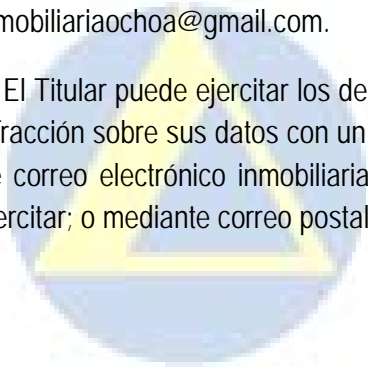 mobiliariaochoa@gmail.com.
El Titular puede ejercitar los de
racción sobre sus datos con un
correo electrónico inmobiliaria
ercitar; o mediante correo postal